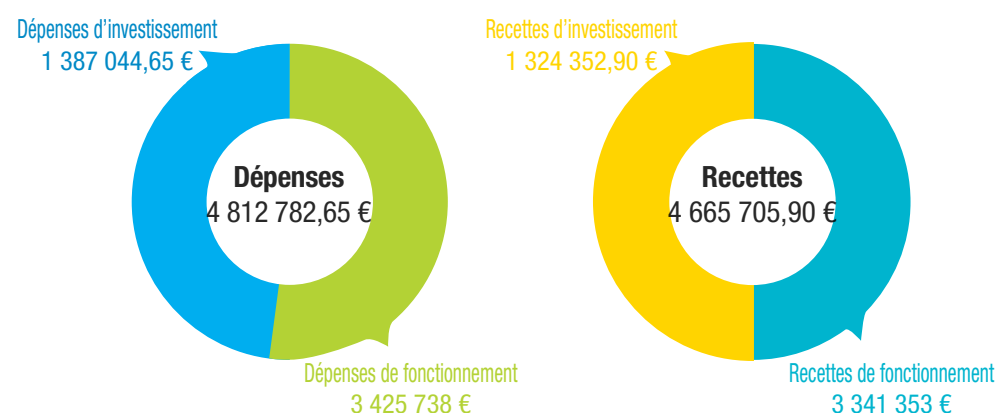 Dépenses d’investissement
1 387 044,65 €
Dépenses
4 812 782,65 €
Dépenses de fonctionnement
3 425 738 €
Recettes d’investissement
1 324 352,90 €
Recettes
4 665 705,90 €
Recettes de fonctionnement
3 341 353 €